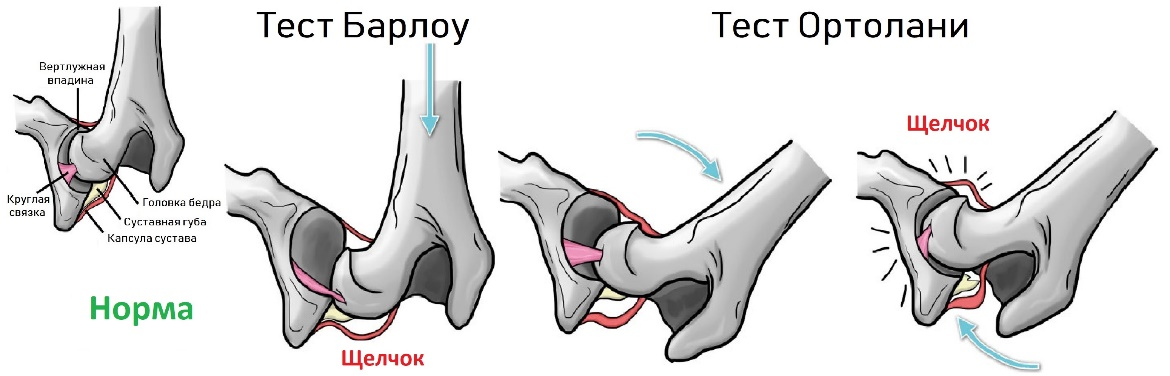 Тест Барлоу
Тест Ортолани
Вертлужная
впадина
Круглая
связка
Головка бедра
Суставная губа
Капсула сустава
Норма
Щелчок
Щелчок